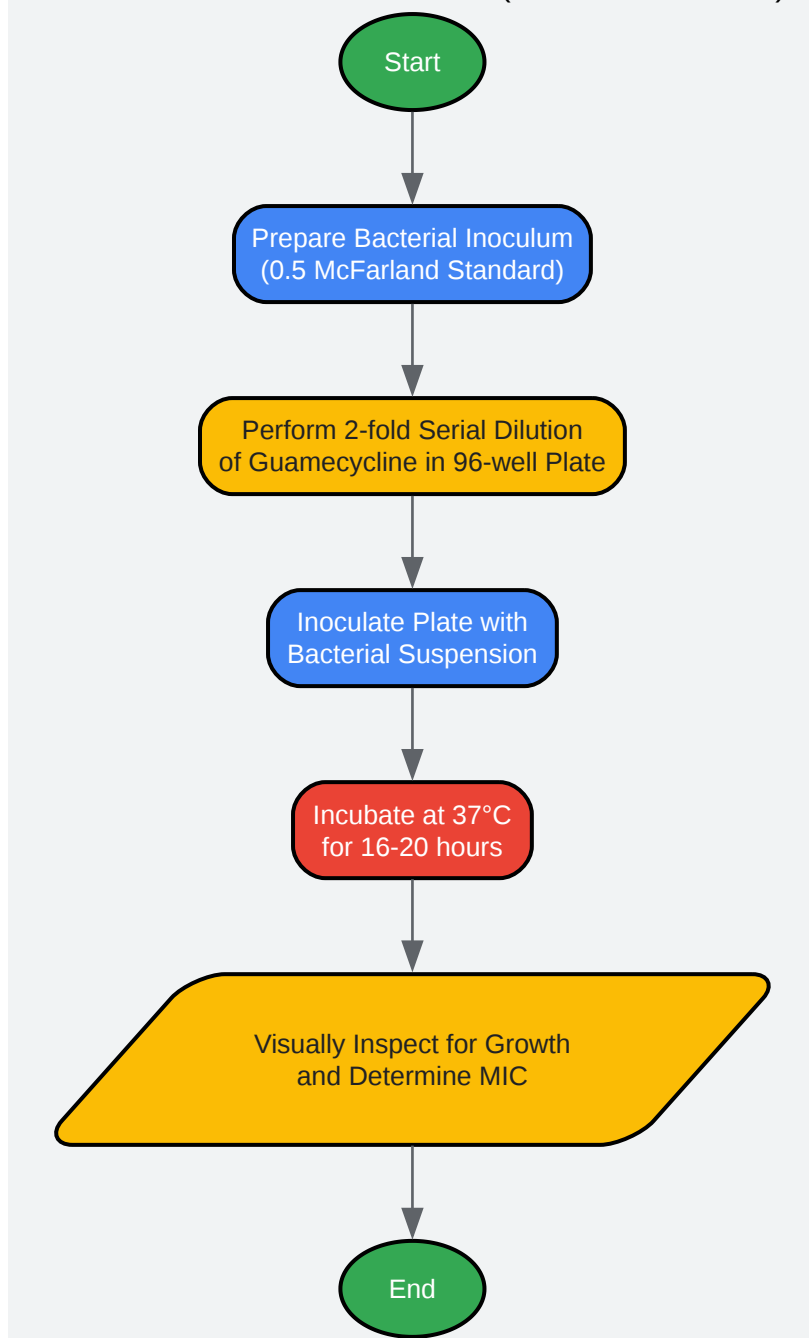 Start
Prepare Bacterial Inoculum
(0.5 McFarland Standard)
Perform 2-fold Serial Dilution
of Guamecycline in 96-well Plate
Inoculate Plate with
Bacterial Suspension
Incubate at 37°C
for 16-20 hours
Visually Inspect for Growth
and Determine MIC
End